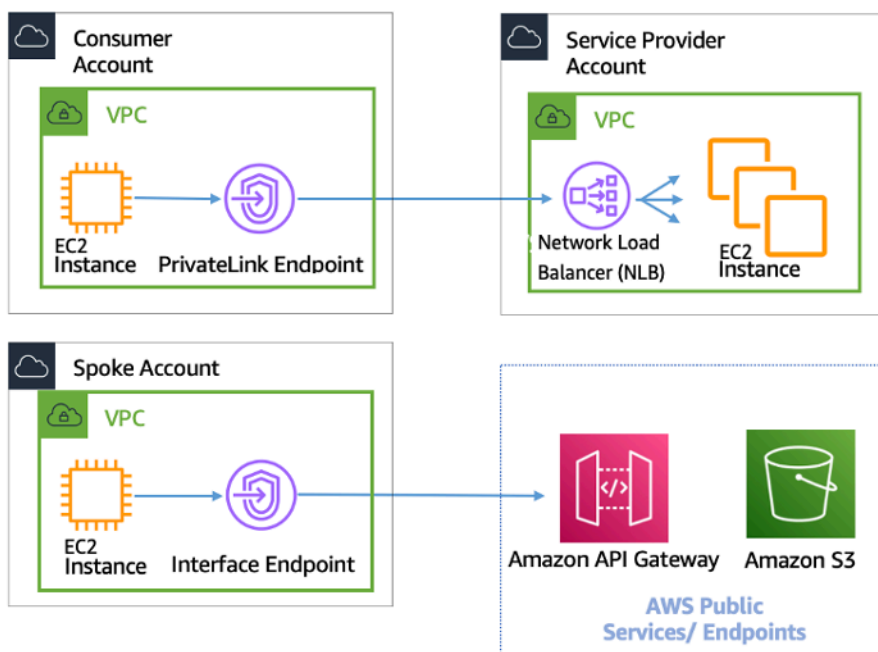 Consumer
Account
VPC
EC2
Instance
PrivateLink Endpoint
Service Provider
Account
VPC
Network Load
Balancer (NLB)
EC2
Instance
Spoke Account
VPC
EC2
Instance
Interface Endpoint
</>
Amazon API Gateway
Amazon S3
AWS Public
Services/ Endpoints